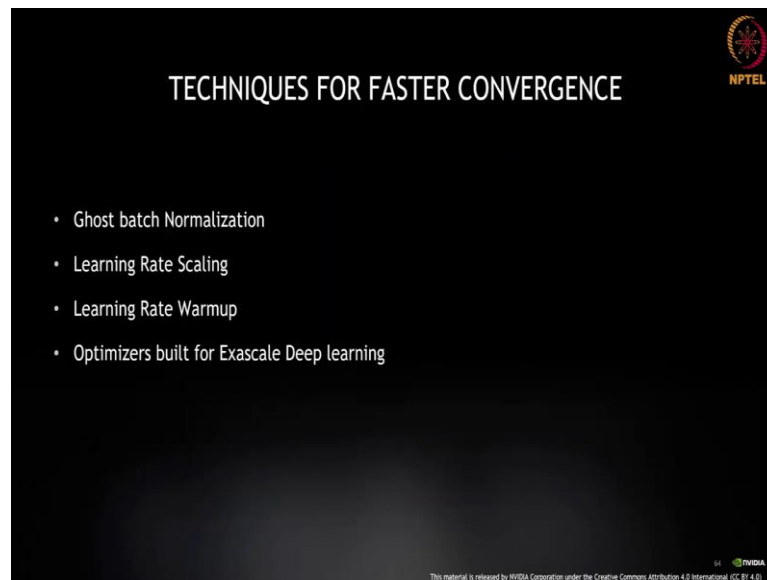 NPTEL
TECHNIQUES FOR FASTER CONVERGENCE
• Ghost batch Normalization
• Learning Rate Scaling
• Learning Rate Warmup
• Optimizers built for Exascale Deep learning
64 NVIDIA
This material is released by NVIDIA Corporation under the Creative Commons Attribution 4.0 International (CC BY 4.0)